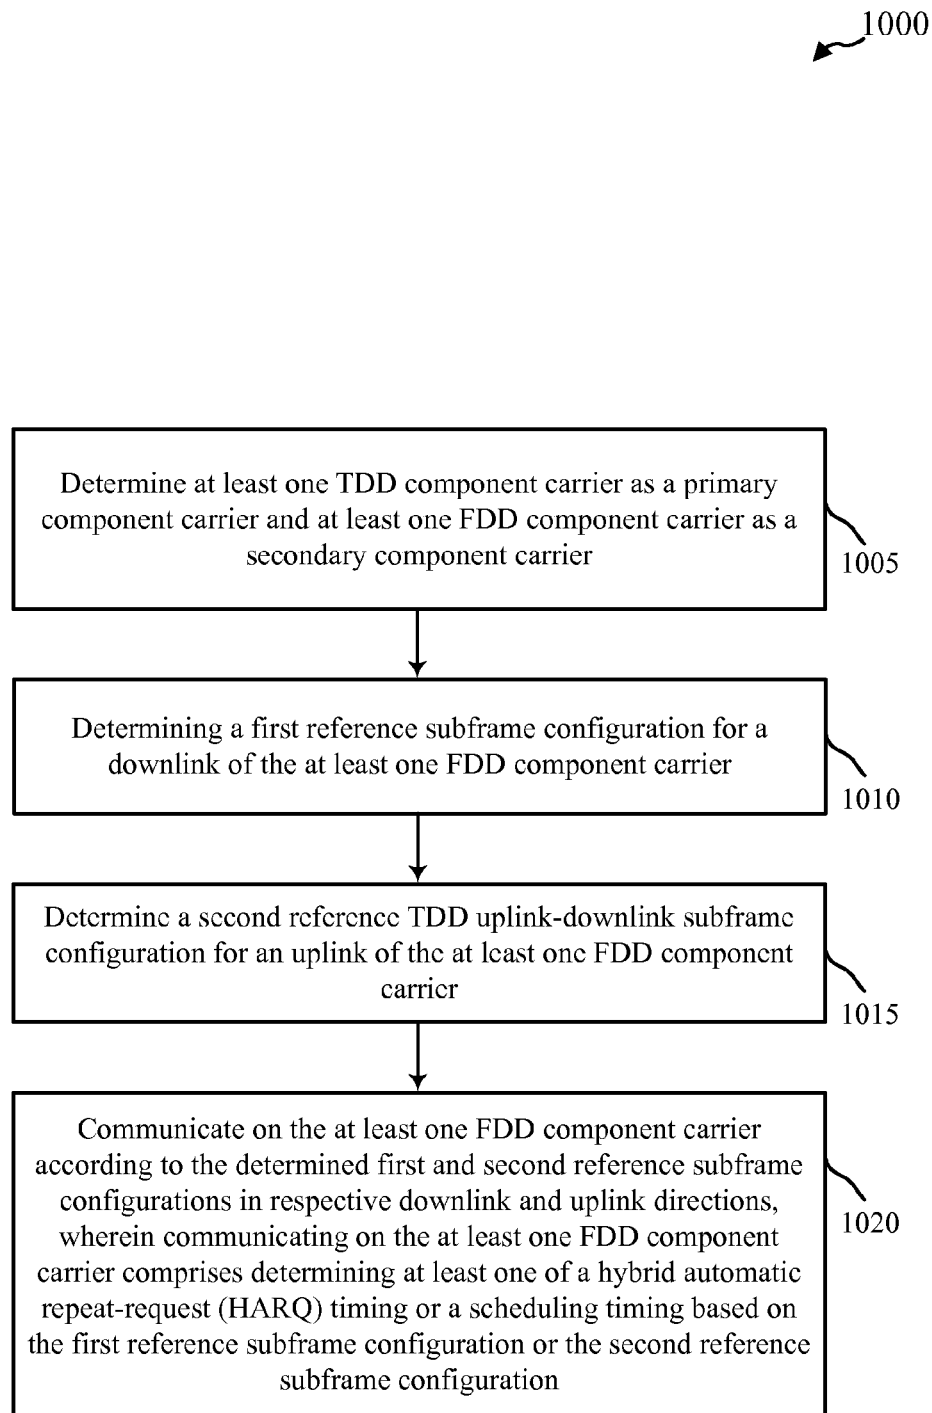 1000
Determine at least one TDD component carrier as a primary
component carrier and at least one FDD component carrier as a
secondary component carrier
1005
Determining a first reference subframe configuration for a
downlink of the at least one FDD component carrier
1010
Determine a second reference TDD uplink-downlink subframe
configuration for an uplink of the at least one FDD component
carrier
1015
Communicate on the at least one FDD component carrier
according to the determined first and second reference subframe
configurations in respective downlink and uplink directions,
wherein communicating on the at least one FDD component
carrier comprises determining at least one of a hybrid automatic
repeat-request (HARQ) timing or a scheduling timing based on
the first reference subframe configuration or the second reference
subframe configuration
1020